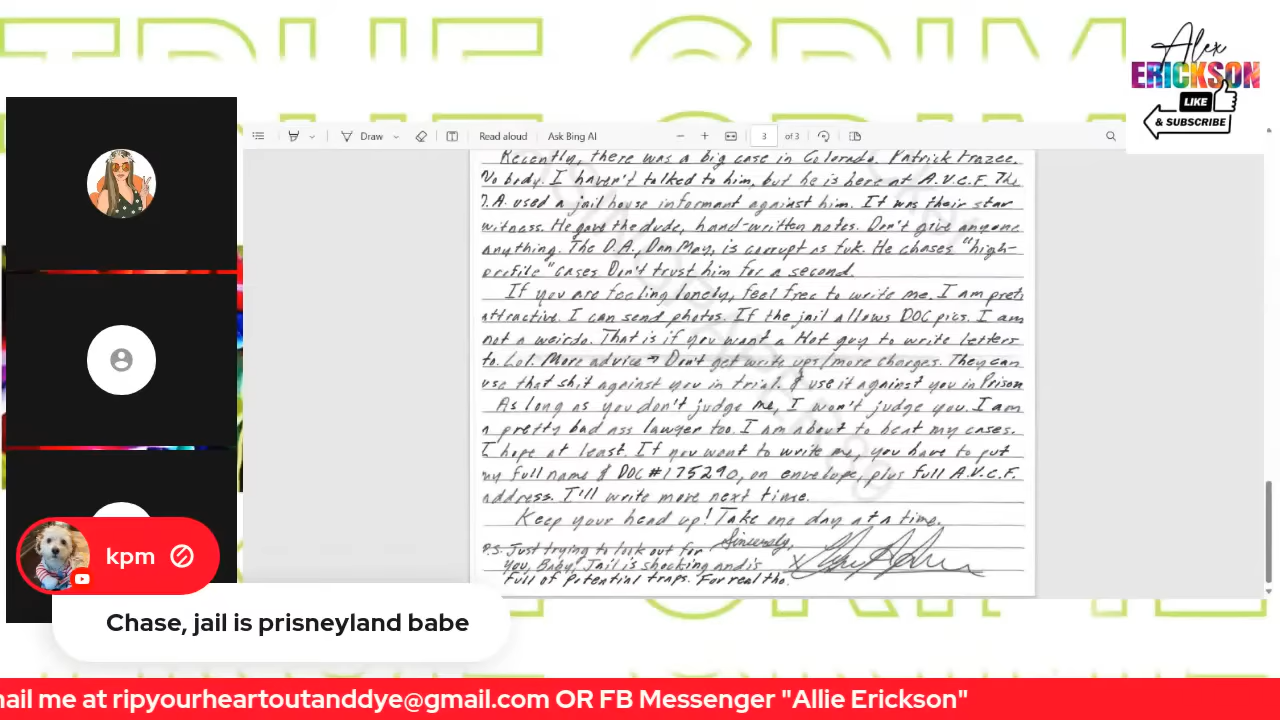 TRUE CRIME
Alex
ERICKSON
LIKE
& SUBSCRIBE
Draw
Read aloud
Ask Bing AI
3
of 3
Recently, there was a big case in Colorado. Patrick Frazee.
No body. I haven't talked to him, but he is here at A.V.C.F. The
D.A. used a jail house informant against him. It was their star
witness. He gave the dude, hand-written notes. Don't give anyone
anything. The D.A., Dan May, is corrupt as fuk. He chases "high-
profile" cases Don't trust him for a second.
If you are feeling lonely, feel free to write me. I am pret
attractive. I can send photos. If the jail allows DOC pics. I am
not a weirdo. That is if you want a Hot guy to write letters
to. Lol. More advice → Don't get write ups/more charges. They can
use that shit against you in trial. & use it against you in Prison
As long as you don't judge me, I won't judge you. I am
a pretty bad ass lawyer too. I am about to beat my cases.
I hope at least. If you want to write me, you have to put
my full name & DOC #175290, on envelope, plus full A.V.C.F.
address. I'll write more next time.
Keep your head up! Take one day at a time.
Sincerely,
P.S. Just trying to look out for
you, Baby! Jail is shocking and is
Full of Potential traps. For real tho.
kpm
Chase, jail is prisneyland babe
nail me at ripyourheartoutanddye@gmail.com OR FB Messenger "Allie Erickson"